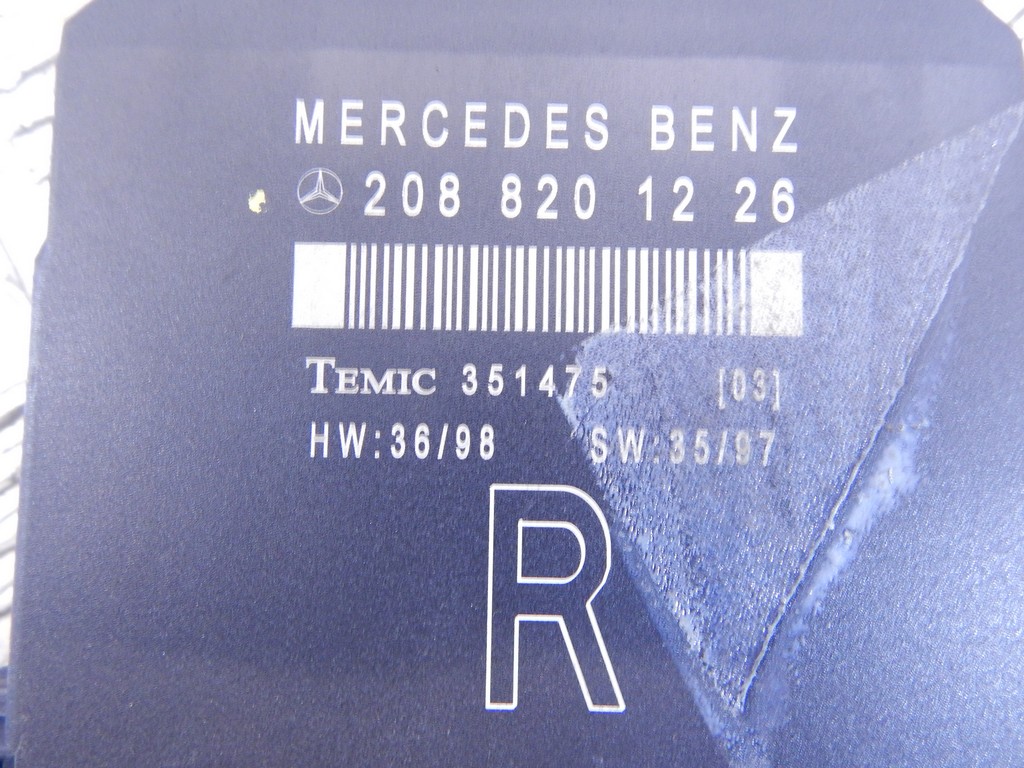 MERCEDES BENZ
208 820 12 26
TEMIC 351475 [03]
HW:36/98 SW:35/97
R